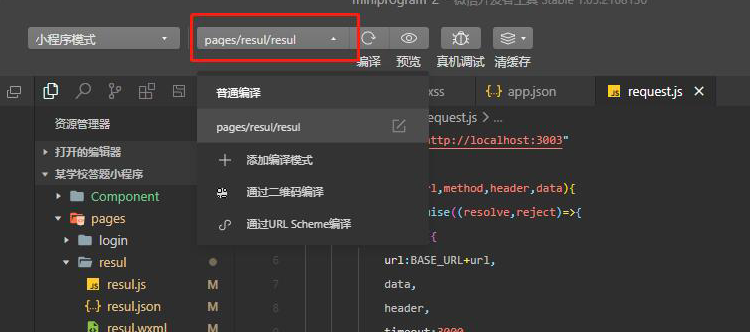 miniprogram-2 微信开发者工具 Stable 1.05.2108130
小程序模式
pages/resul/resul
编译 预览 真机调试 清缓存
普通编译
pages/resul/resul
添加编译模式
通过二维码编译
通过URL Scheme编译
资源管理器
打开的编辑器
某学校答题小程序
Component
pages
login
resul
resul.js M
resul.json M
resul.wxml M
xss
app.json
request.js
equest.js > ...
ttp://localhost:3003"
rl,method,header,data){
mise((resolve,reject)=>{
{
6 url:BASE_URL+url,
7 data,
8 header,
9 timeout:3000